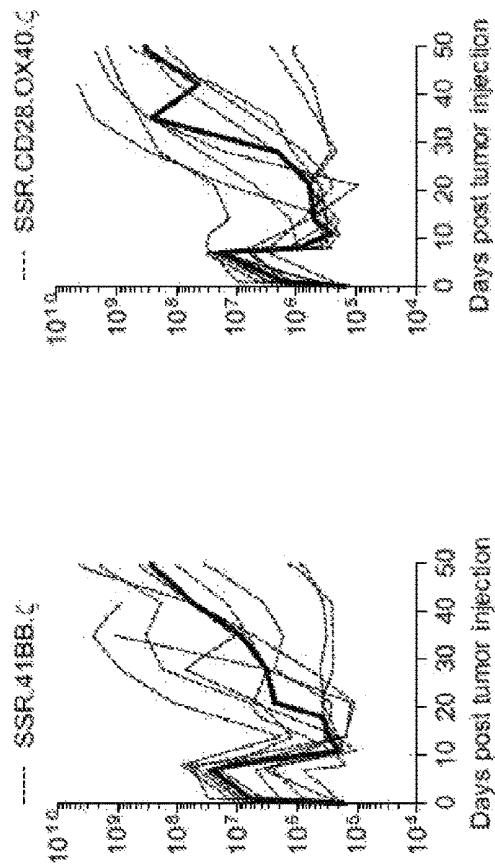 ---- SSR.41BB.ζ
10¹⁰
10⁹
10⁸
10⁷
10⁶
10⁵
10⁴
0 10 20 30 40 50
Days post tumor injection
---- SSR.CD28.OX40.ζ
10¹⁰
10⁹
10⁸
10⁷
10⁶
10⁵
10⁴
0 10 20 30 40 50
Days post tumor injection